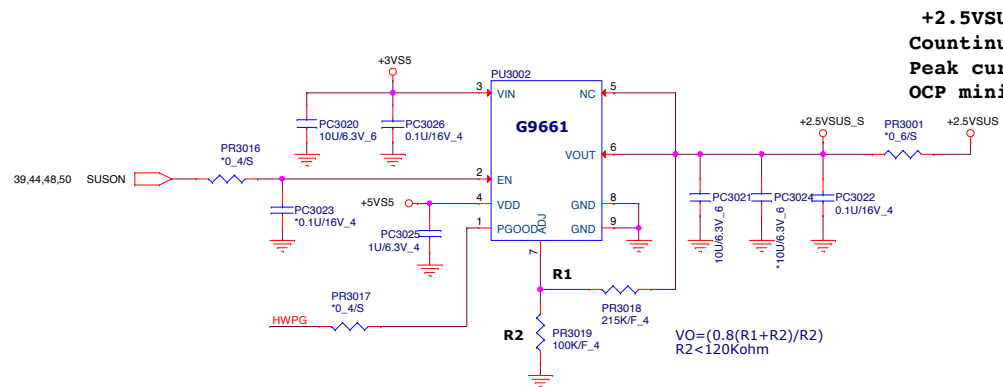 +2.5VSU
Countinu
Peak cur
OCP mini
+3VS5
PU3002
3
VIN
NC
5
G9661
PC3020
10U/6.3V_6
PC3026
0.1U/16V_4
+2.5VSUS_S
PR3001
*0_6/S
+2.5VSUS
PR3016
*0_4/S
VOUT
6
39,44,48,50
SUSON
2
EN
PC3023
*0.1U/16V_4
+5VS5
4
VDD
GND
8
PC3025
1U/6.3V_4
1
PGOOD
ADJ
GND
9
7
PC3021
10U/6.3V_6
PC3024
*10U/6.3V_6
PC3022
0.1U/16V_4
R1
PR3017
*0_4/S
HWPG
PR3018
215K/F_4
R2
PR3019
100K/F_4
VO=(0.8(R1+R2)/R2)
R2<120Kohm